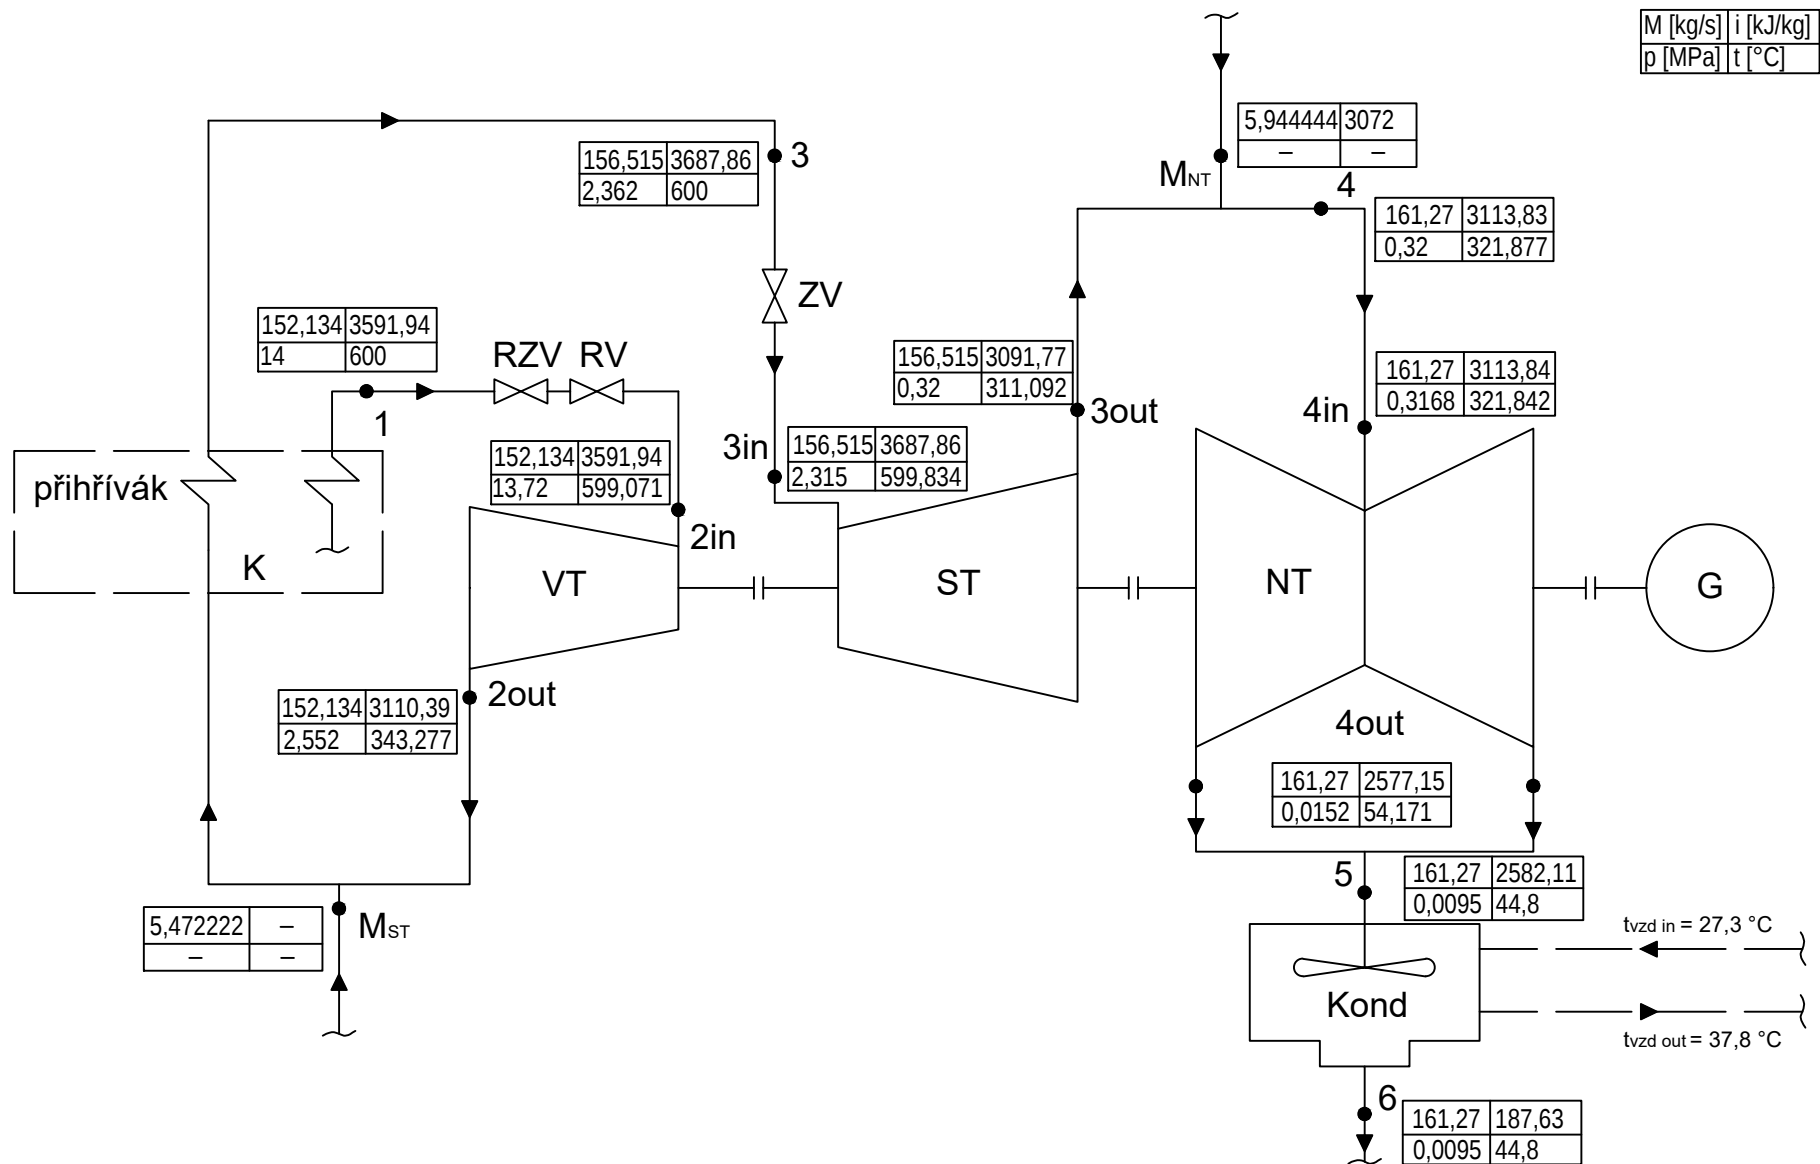 M [kg/s] i [kJ/kg]
p [MPa] t [°C]
5,944444 3072
– –
MNT
4
161,27 3113,83
0,32 321,877
156,515 3687,86
2,362 600
3
ZV
152,134 3591,94
14 600
1
RZV RV
156,515 3091,77
0,32 311,092
3out
161,27 3113,84
0,3168 321,842
4in
3in
156,515 3687,86
2,315 599,834
152,134 3591,94
13,72 599,071
2in
přihřívák
K
VT
ST
NT
G
152,134 3110,39
2,552 343,277
2out
4out
161,27 2577,15
0,0152 54,171
5
161,27 2582,11
0,0095 44,8
5,472222 –
– –
MST
tvzd in = 27,3 °C
Kond
tvzd out = 37,8 °C
6
161,27 187,63
0,0095 44,8